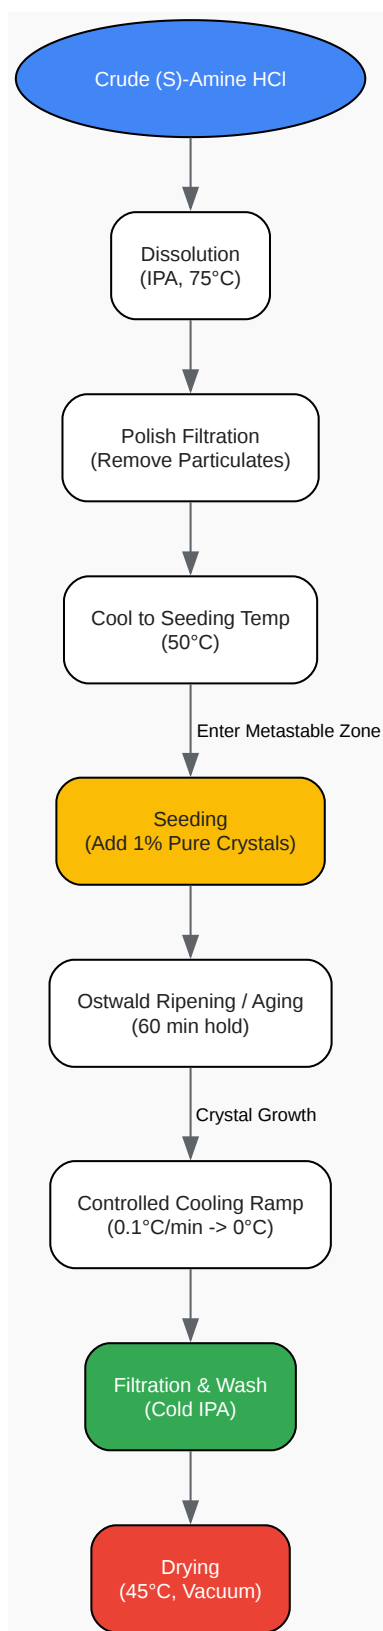 Crude (S)-Amine HCl
Dissolution
(IPA, 75°C)
Polish Filtration
(Remove Particulates)
Cool to Seeding Temp
(50°C)
Enter Metastable Zone
Seeding
(Add 1% Pure Crystals)
Ostwald Ripening / Aging
(60 min hold)
Crystal Growth
Controlled Cooling Ramp
(0.1°C/min -> 0°C)
Filtration & Wash
(Cold IPA)
Drying
(45°C, Vacuum)